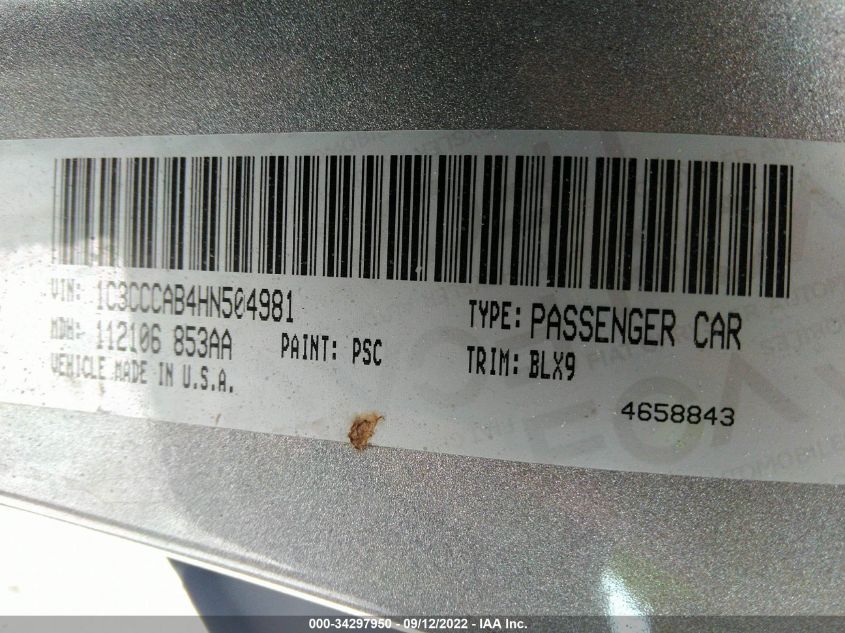 VIN: 1C3CCCAB4HN504981
MDH: 112106 853AA
PAINT: PSC
VEHICLE MADE IN U.S.A.
TYPE: PASSENGER CAR
TRIM: BLX9
4658843
000-34297950 - 09/12/2022 - IAA Inc.